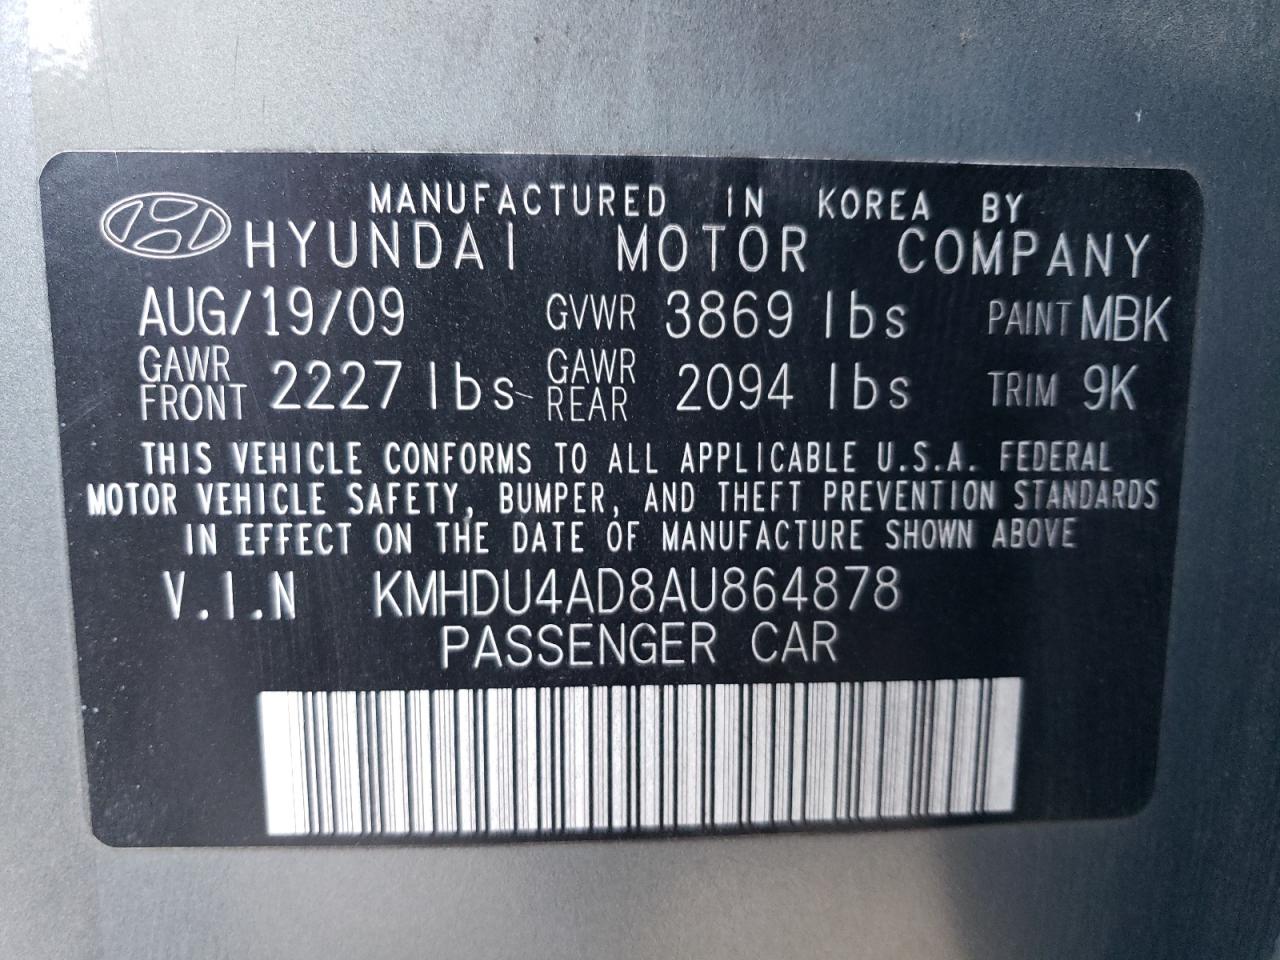 MANUFACTURED IN KOREA BY
HYUNDAI MOTOR COMPANY
AUG/19/09 GVWR 3869 lbs PAINT MBK
GAWR FRONT 2227 lbs GAWR REAR 2094 lbs TRIM 9K
THIS VEHICLE CONFORMS TO ALL APPLICABLE U.S.A. FEDERAL
MOTOR VEHICLE SAFETY, BUMPER, AND THEFT PREVENTION STANDARDS
IN EFFECT ON THE DATE OF MANUFACTURE SHOWN ABOVE
V.I.N KMHDU4AD8AU864878
PASSENGER CAR